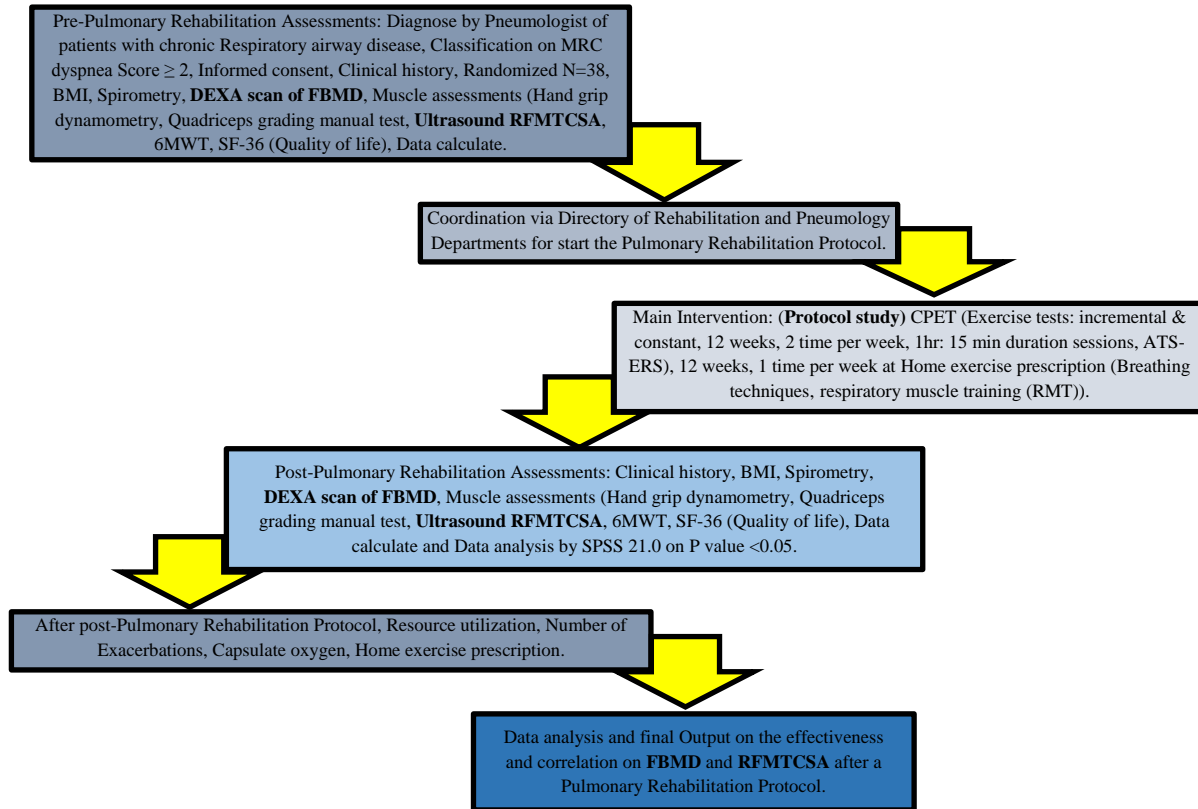 Pre-Pulmonary Rehabilitation Assessments: Diagnose by Pneumologist of
patients with chronic Respiratory airway disease, Classification on MRC
dyspnea Score ≥ 2, Informed consent, Clinical history, Randomized N=38,
BMI, Spirometry, DEXA scan of FBMD, Muscle assessments (Hand grip
dynamometry, Quadriceps grading manual test, Ultrasound RFMTCSA,
6MWT, SF-36 (Quality of life), Data calculate.
Coordination via Directory of Rehabilitation and Pneumology
Departments for start the Pulmonary Rehabilitation Protocol.
Main Intervention: (Protocol study) CPET (Exercise tests: incremental &
constant, 12 weeks, 2 time per week, 1hr: 15 min duration sessions, ATS-
ERS), 12 weeks, 1 time per week at Home exercise prescription (Breathing
techniques, respiratory muscle training (RMT)).
Post-Pulmonary Rehabilitation Assessments: Clinical history, BMI, Spirometry,
DEXA scan of FBMD, Muscle assessments (Hand grip dynamometry, Quadriceps
grading manual test, Ultrasound RFMTCSA, 6MWT, SF-36 (Quality of life), Data
calculate and Data analysis by SPSS 21.0 on P value <0.05.
After post-Pulmonary Rehabilitation Protocol, Resource utilization, Number of
Exacerbations, Capsulate oxygen, Home exercise prescription.
Data analysis and final Output on the effectiveness
and correlation on FBMD and RFMTCSA after a
Pulmonary Rehabilitation Protocol.